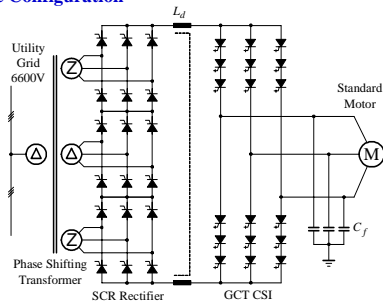 Configuration
L_d
Utility
Grid
6600V
Standard
Motor
Z
Δ
Δ
M
Z
C_f
Phase Shifting
Transformer
SCR Rectifier
GCT CSI